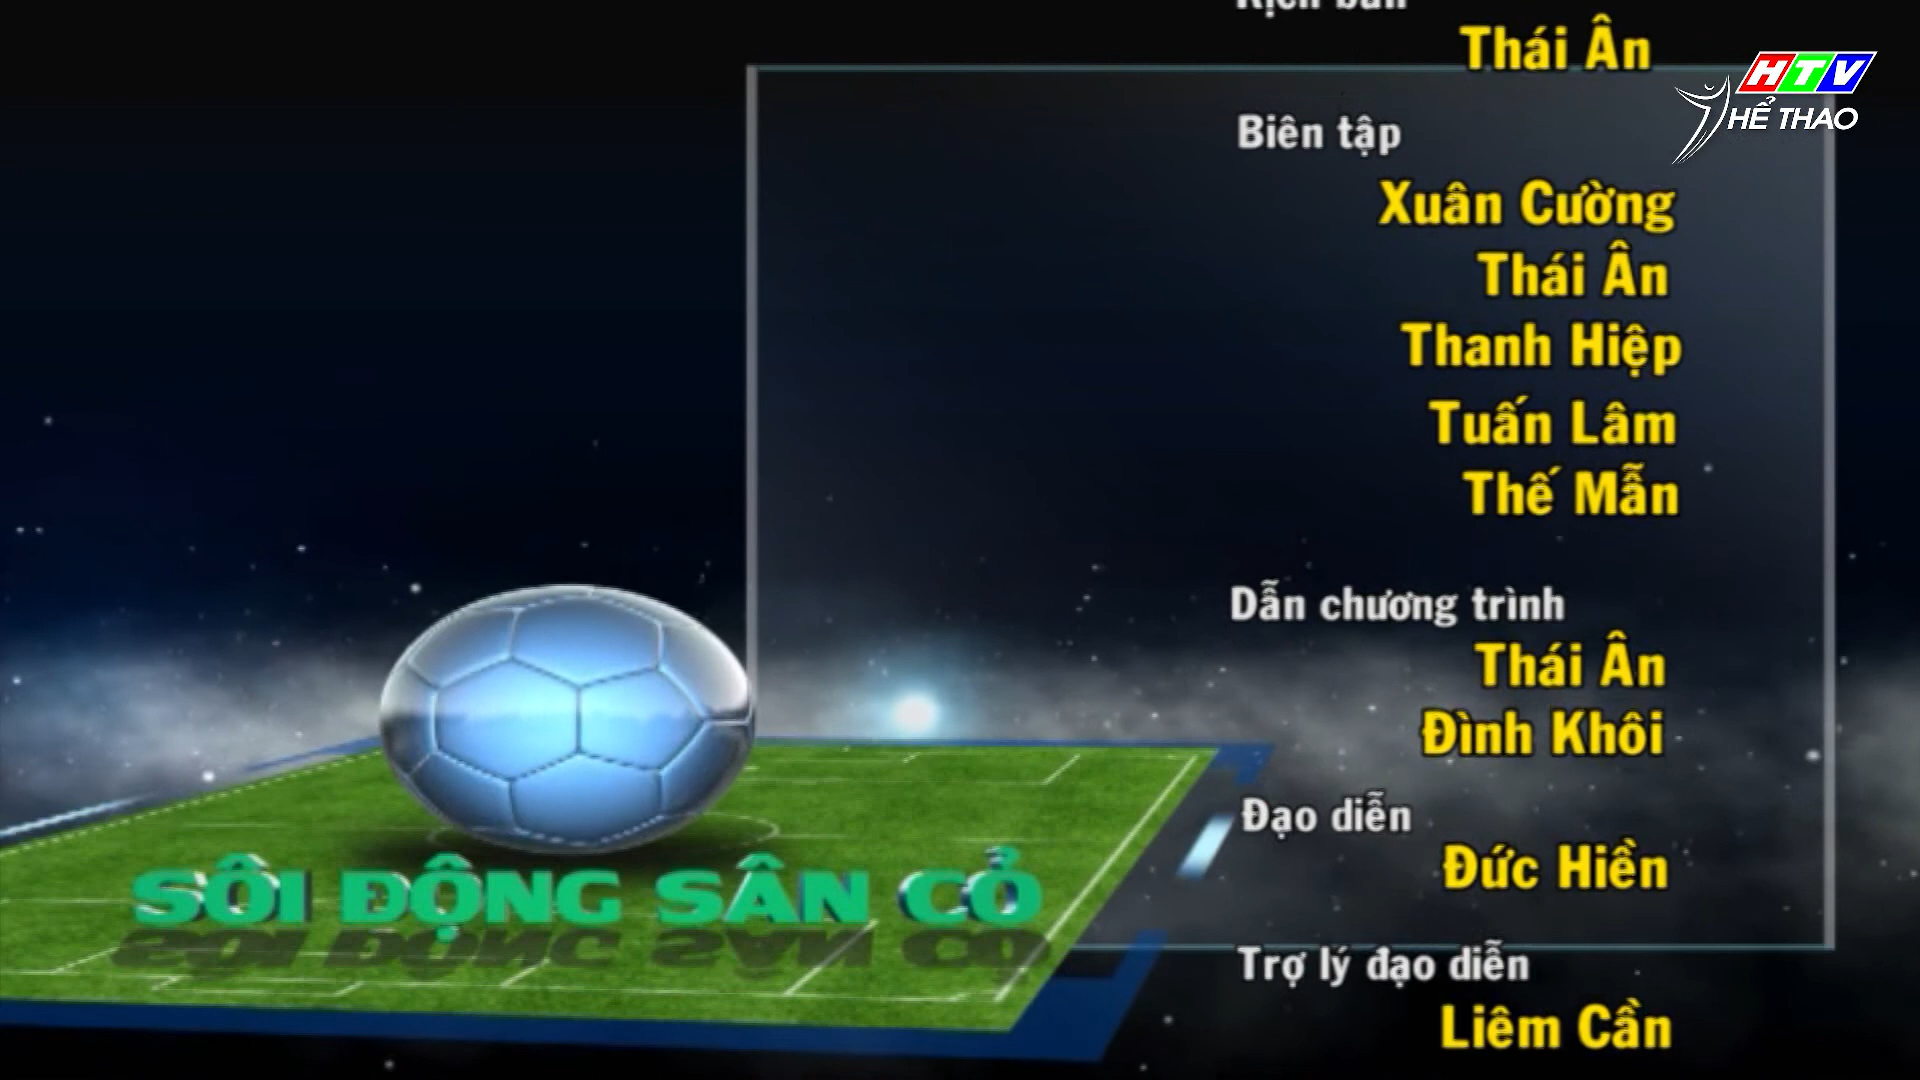 Kịch bản
Thái Ân
HTV
THỂ THAO
Biên tập
Xuân Cường
Thái Ân
Thanh Hiệp
Tuấn Lâm
Thế Mẫn
Dẫn chương trình
Thái Ân
Đình Khôi
Đạo diễn
Đức Hiền
SÔI ĐỘNG SÂN CỎ
Trợ lý đạo diễn
Liêm Cần